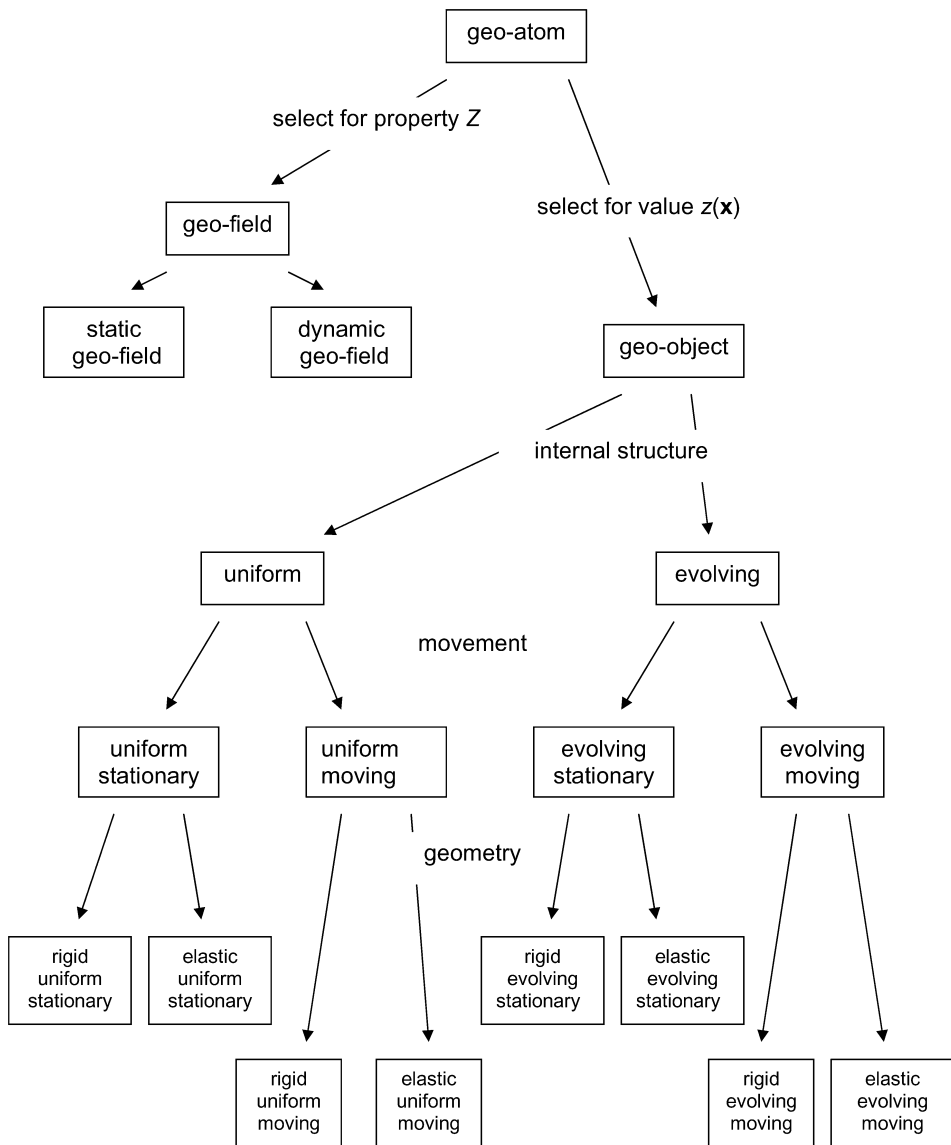 geo-atom
select for property Z
geo-field
select for value z(x)
static
geo-field
dynamic
geo-field
geo-object
internal structure
uniform
evolving
movement
uniform
stationary
uniform
moving
evolving
stationary
evolving
moving
geometry
rigid
uniform
stationary
elastic
uniform
stationary
rigid
evolving
stationary
elastic
evolving
stationary
rigid
uniform
moving
elastic
uniform
moving
rigid
evolving
moving
elastic
evolving
moving